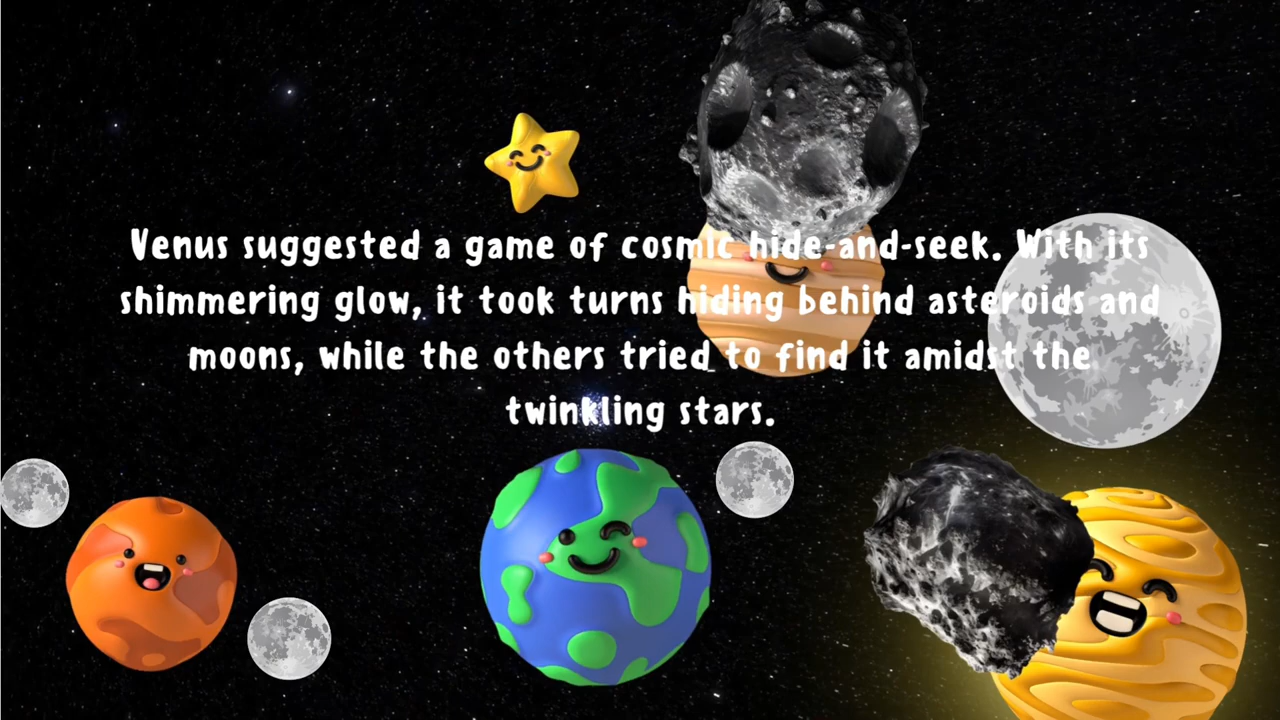 Venus suggested a game of cosmic hide-and-seek. With its
shimmering glow, it took turns hiding behind asteroids and
moons, while the others tried to find it amidst the
twinkling stars.